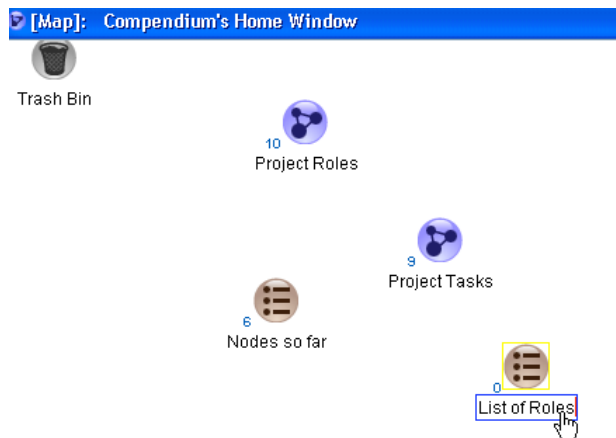 [Map]: Compendium's Home Window
Trash Bin
10
Project Roles
9
Project Tasks
6
Nodes so far
0
List of Roles